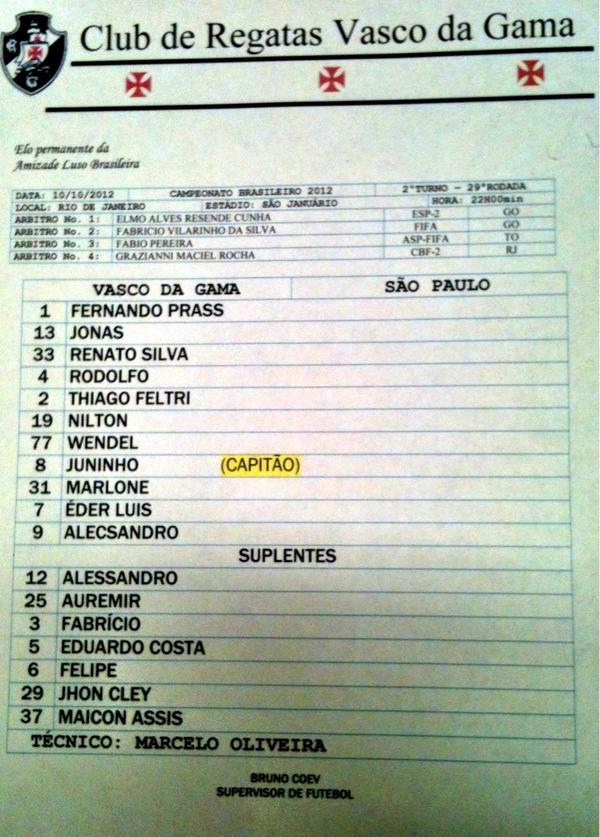 Club de Regatas Vasco da Gama
Elo permanente da
Amizade Luso Brasileira
DATA: 10/10/2012 CAMPEONATO BRASILEIRO 2012 2°TURNO - 29°RODADA
LOCAL: RIO DE JANEIRO ESTÁDIO: SÃO JANUÁRIO HORA: 22H00min
ARBITRO No. 1: ELMO ALVES RESENDE CUNHA ESP-2 GO
ARBITRO No. 2: FABRICIO VILARINHO DA SILVA FIFA GO
ARBITRO No. 3: FABIO PEREIRA ASP-FIFA TO
ARBITRO No. 4: GRAZIANNI MACIEL ROCHA CBF-2 RJ
VASCO DA GAMA SÃO PAULO
1 FERNANDO PRASS
13 JONAS
33 RENATO SILVA
4 RODOLFO
2 THIAGO FELTRI
19 NILTON
77 WENDEL
8 JUNINHO (CAPITÃO)
31 MARLONE
7 ÉDER LUIS
9 ALECSANDRO
SUPLENTES
12 ALESSANDRO
25 AUREMIR
3 FABRÍCIO
5 EDUARDO COSTA
6 FELIPE
29 JHON CLEY
37 MAICON ASSIS
TÉCNICO: MARCELO OLIVEIRA
BRUNO COEV
SUPERVISOR DE FUTEBOL